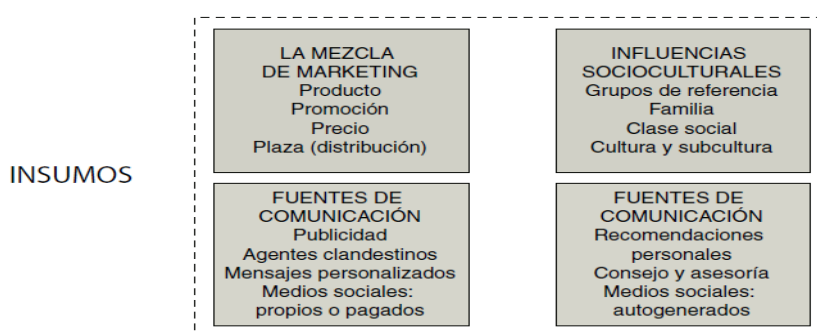 INSUMOS
LA MEZCLA
DE MARKETING
Producto
Promoción
Precio
Plaza (distribución)
INFLUENCIAS
SOCIOCULTURALES
Grupos de referencia
Familia
Clase social
Cultura y subcultura
FUENTES DE
COMUNICACIÓN
Publicidad
Agentes clandestinos
Mensajes personalizados
Medios sociales:
propios o pagados
FUENTES DE
COMUNICACIÓN
Recomendaciones
personales
Consejo y asesoría
Medios sociales:
autogenerados